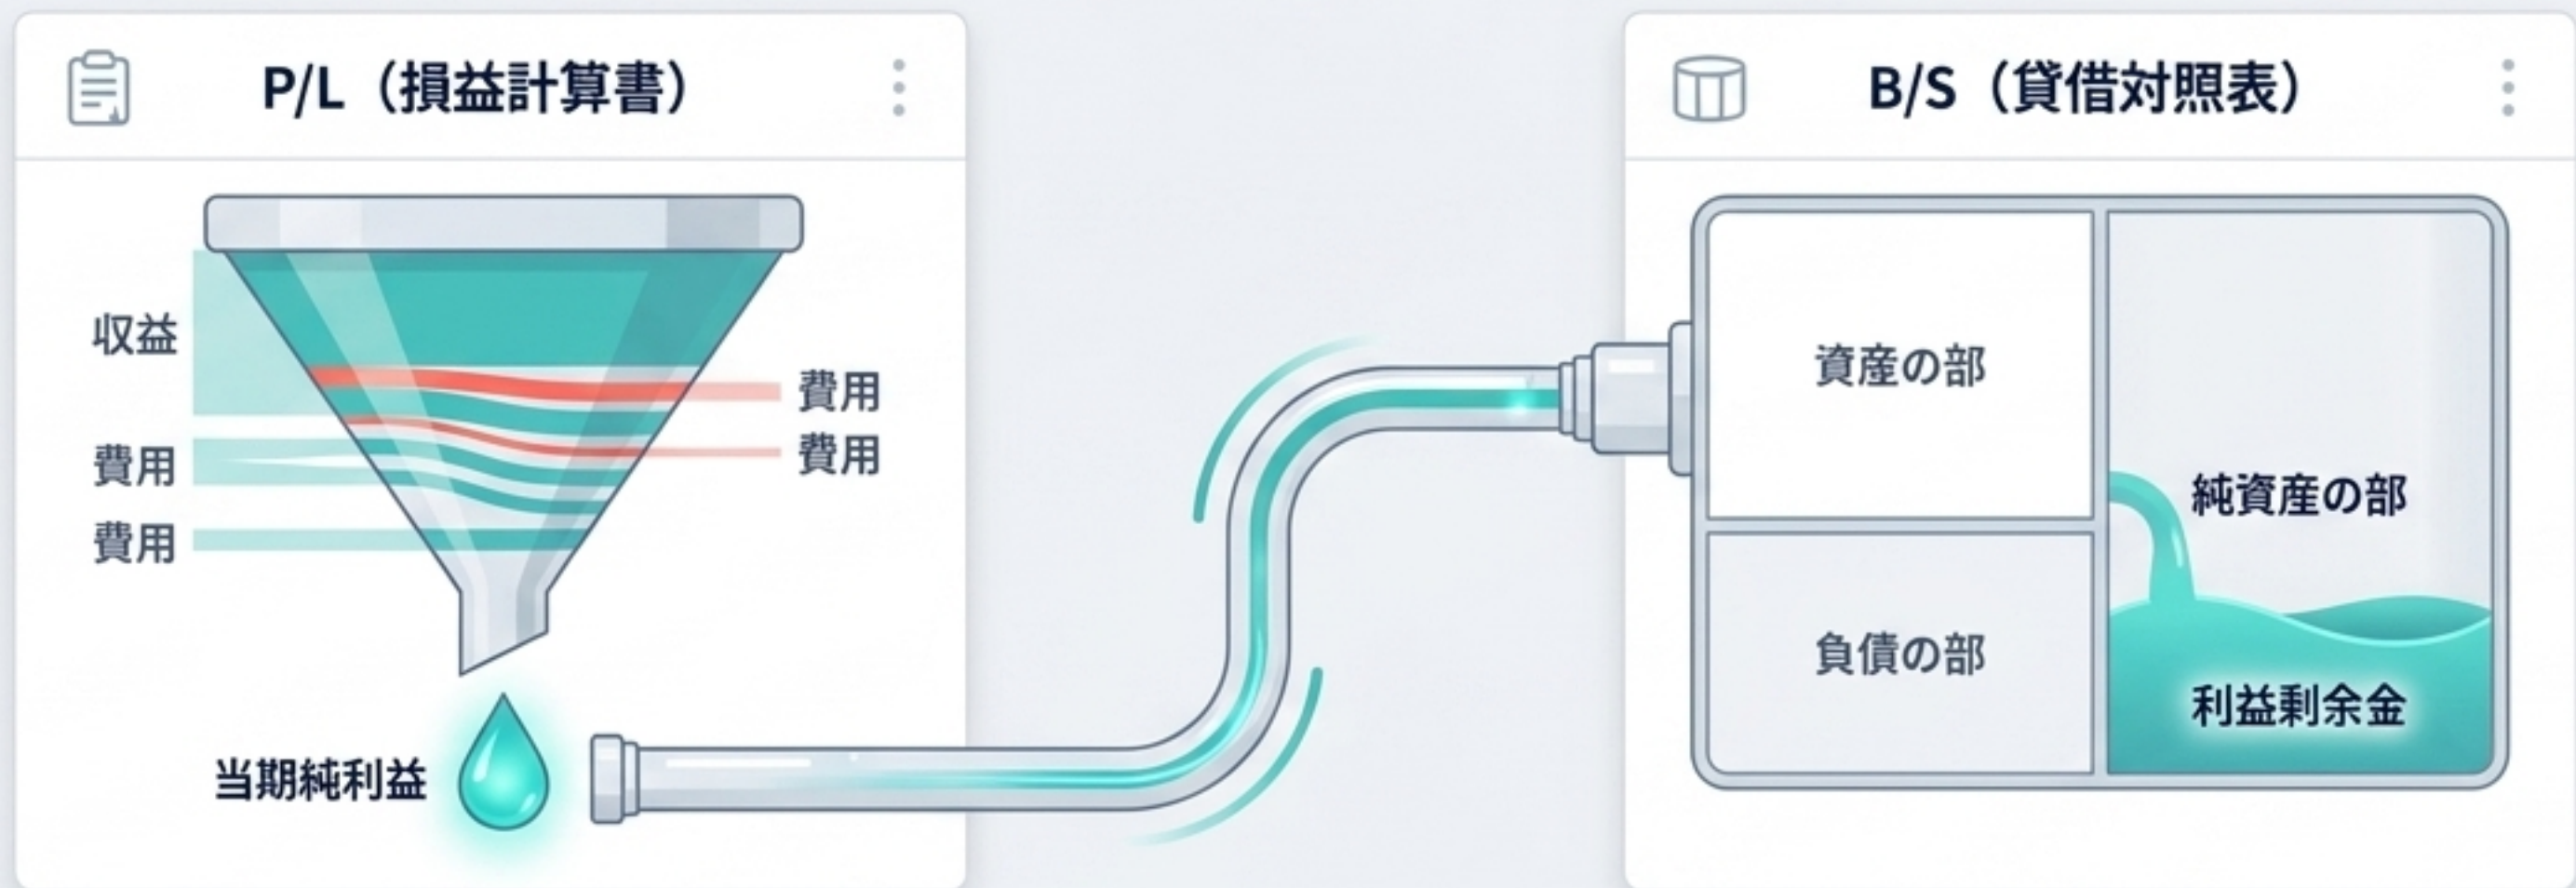 P/L（損益計算書）
収益
費用
費用
費用
費用
当期純利益
B/S（貸借対照表）
資産の部
負債の部
純資産の部
利益剰余金